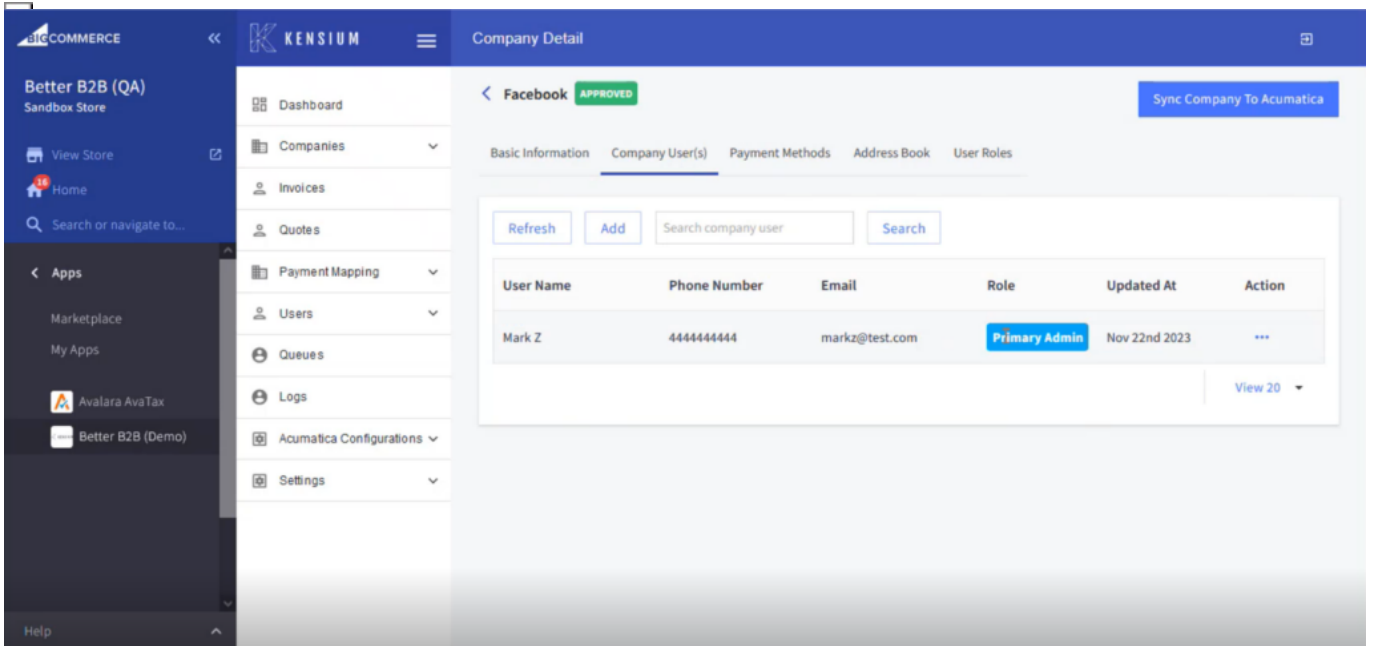 BIGCOMMERCE
Better B2B (QA)
Sandbox Store
View Store
16
Home
Search or navigate to...
Apps
Marketplace
My Apps
Avalara AvaTax
Better B2B (Demo)
Help
KENSIUM
Dashboard
Companies
Invoices
Quotes
Payment Mapping
Users
Queues
Logs
Acumatica Configurations
Settings
Company Detail
Facebook APPROVED
Sync Company To Acumatica
Basic Information Company User(s) Payment Methods Address Book User Roles
Refresh Add Search company user Search
User Name Phone Number Email Role Updated At Action
Mark Z 4444444444 markz@test.com Primary Admin Nov 22nd 2023 •••
View 20